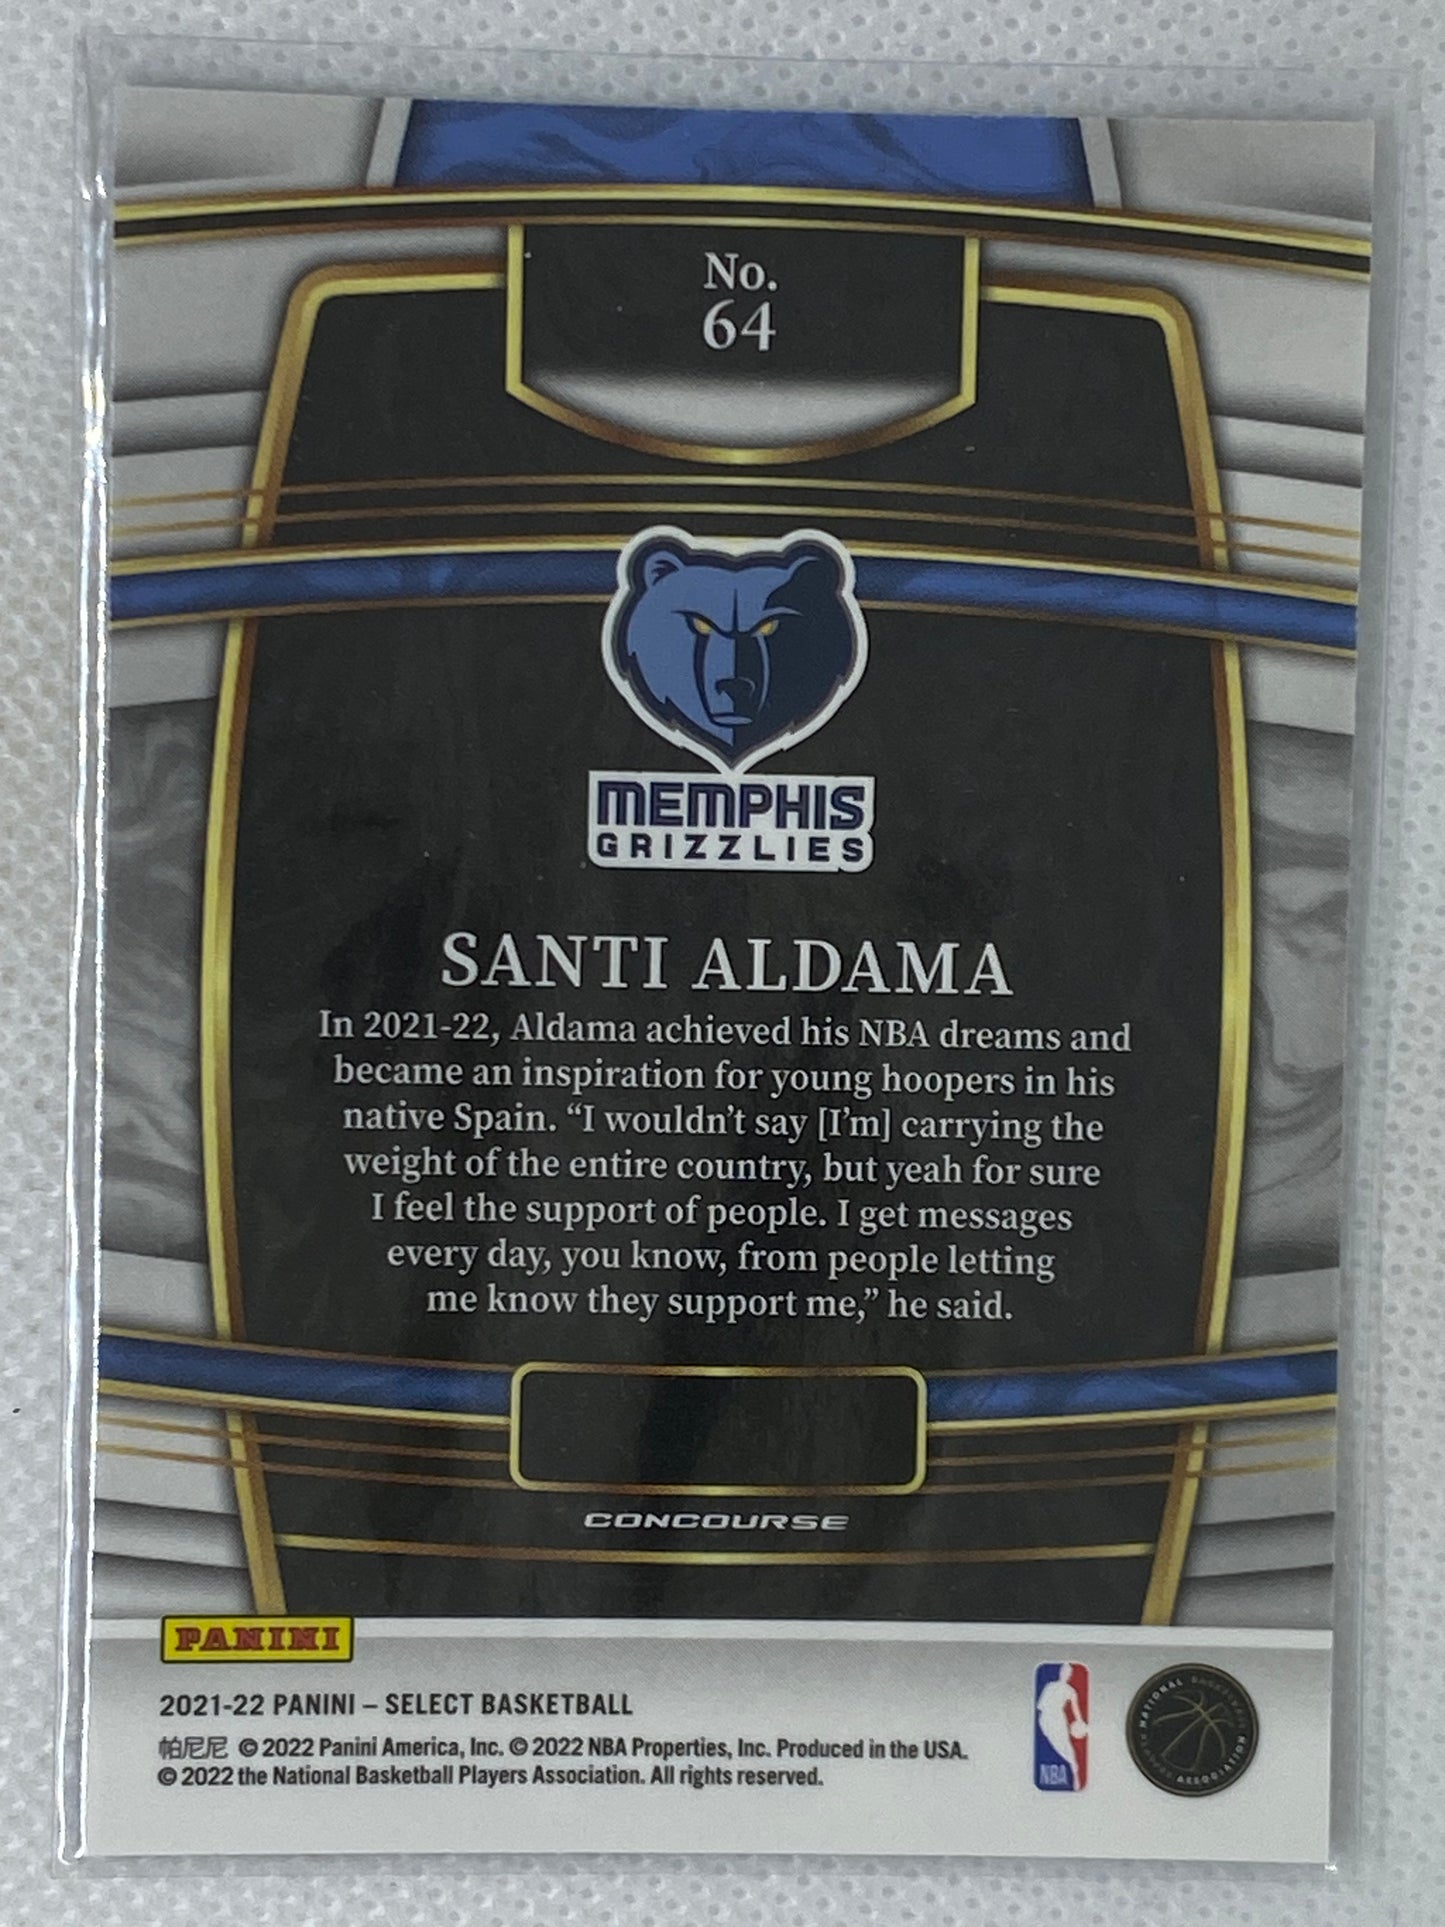 No.
64
MEMPHIS
GRIZZLIES
SANTI ALDAMA
In 2021-22, Aldama achieved his NBA dreams and
became an inspiration for young hoopers in his
native Spain. “I wouldn’t say [I’m] carrying the
weight of the entire country, but yeah for sure
I feel the support of people. I get messages
every day, you know, from people letting
me know they support me,” he said.
CONCOURSE
PANINI
2021-22 PANINI – SELECT BASKETBALL
帕尼尼 © 2022 Panini America, Inc. © 2022 NBA Properties, Inc. Produced in the USA.
© 2022 the National Basketball Players Association. All rights reserved.
NBA
NATIONAL BASKETBALL PLAYERS ASSOCIATION